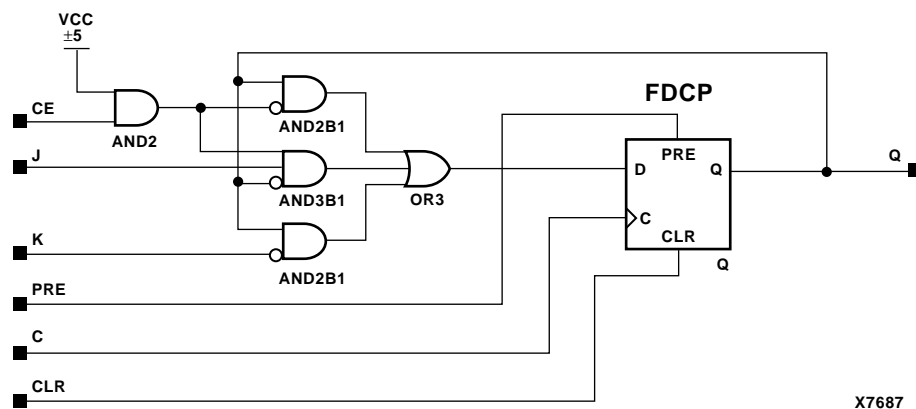 VCC
±5
CE
AND2
J
K
PRE
C
CLR
AND2B1
AND3B1
AND2B1
OR3
FDCP
PRE
D
Q
C
CLR
Q
Q
X7687